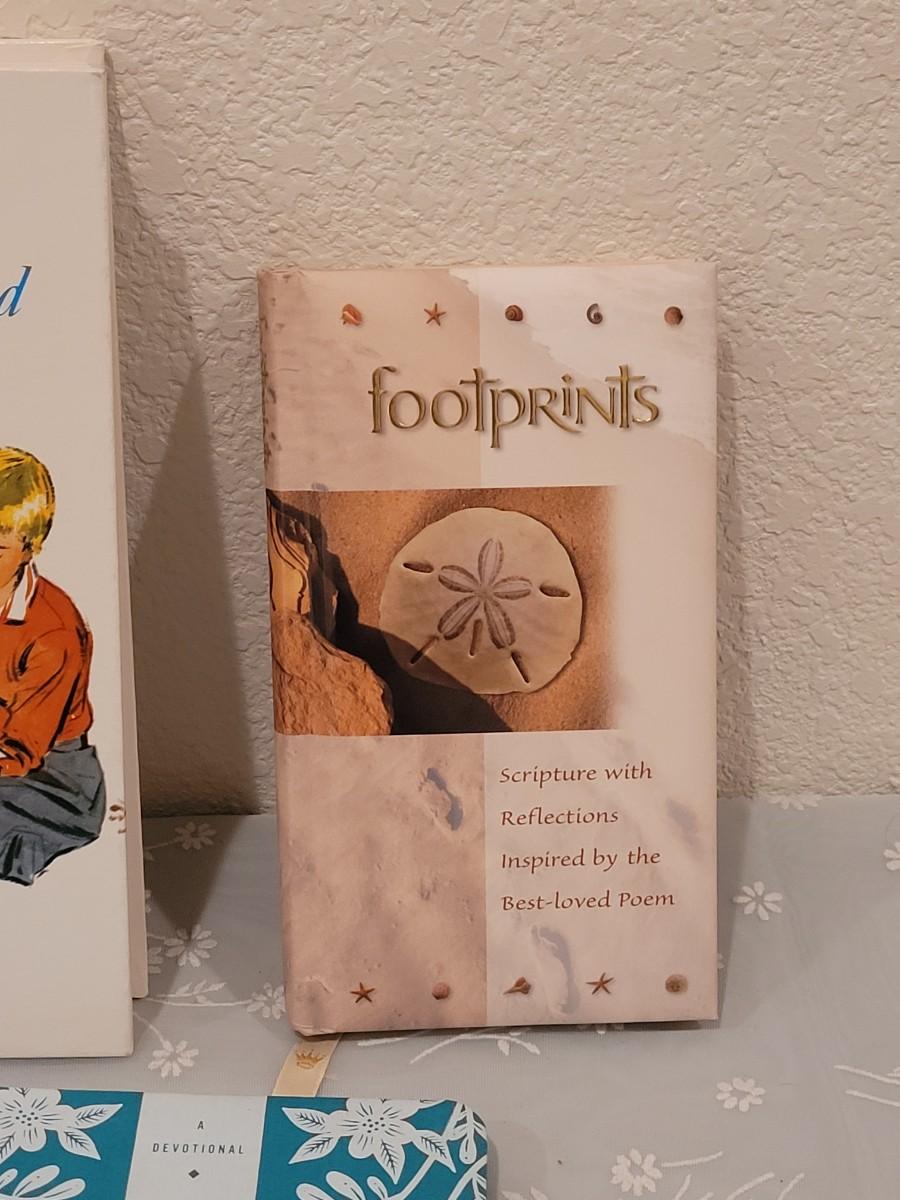 d
footprints
Scripture with
Reflections
Inspired by the
Best-loved Poem
A
DEVOTIONAL